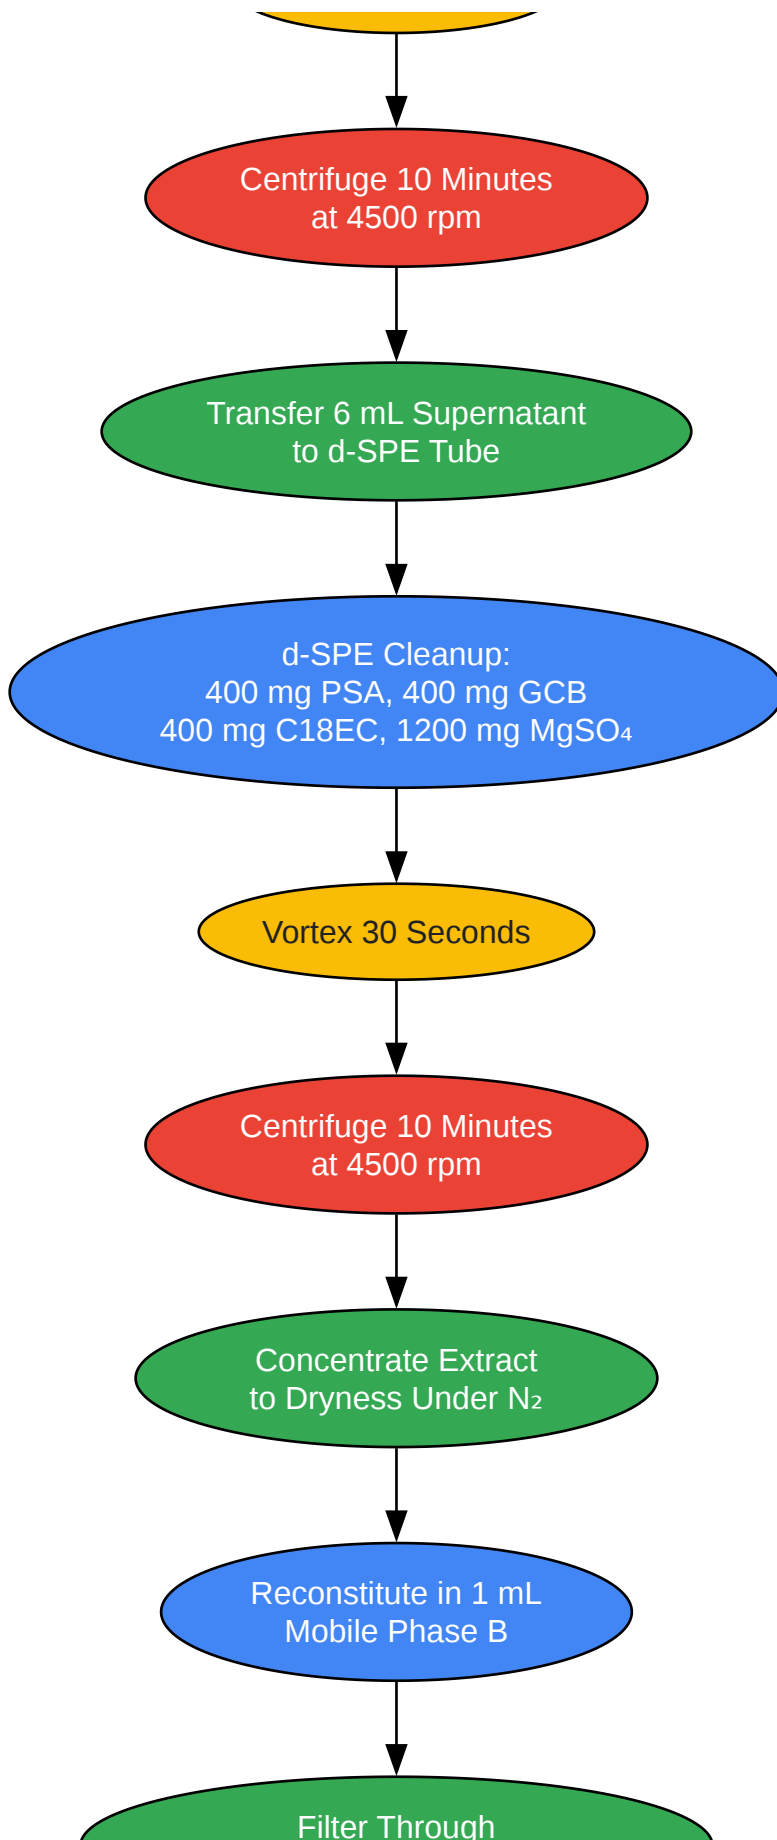 Centrifuge 10 Minutes
at 4500 rpm
Transfer 6 mL Supernatant
to d-SPE Tube
d-SPE Cleanup:
400 mg PSA, 400 mg GCB
400 mg C18EC, 1200 mg MgSO₄
Vortex 30 Seconds
Centrifuge 10 Minutes
at 4500 rpm
Concentrate Extract
to Dryness Under N₂
Reconstitute in 1 mL
Mobile Phase B
Filter Through